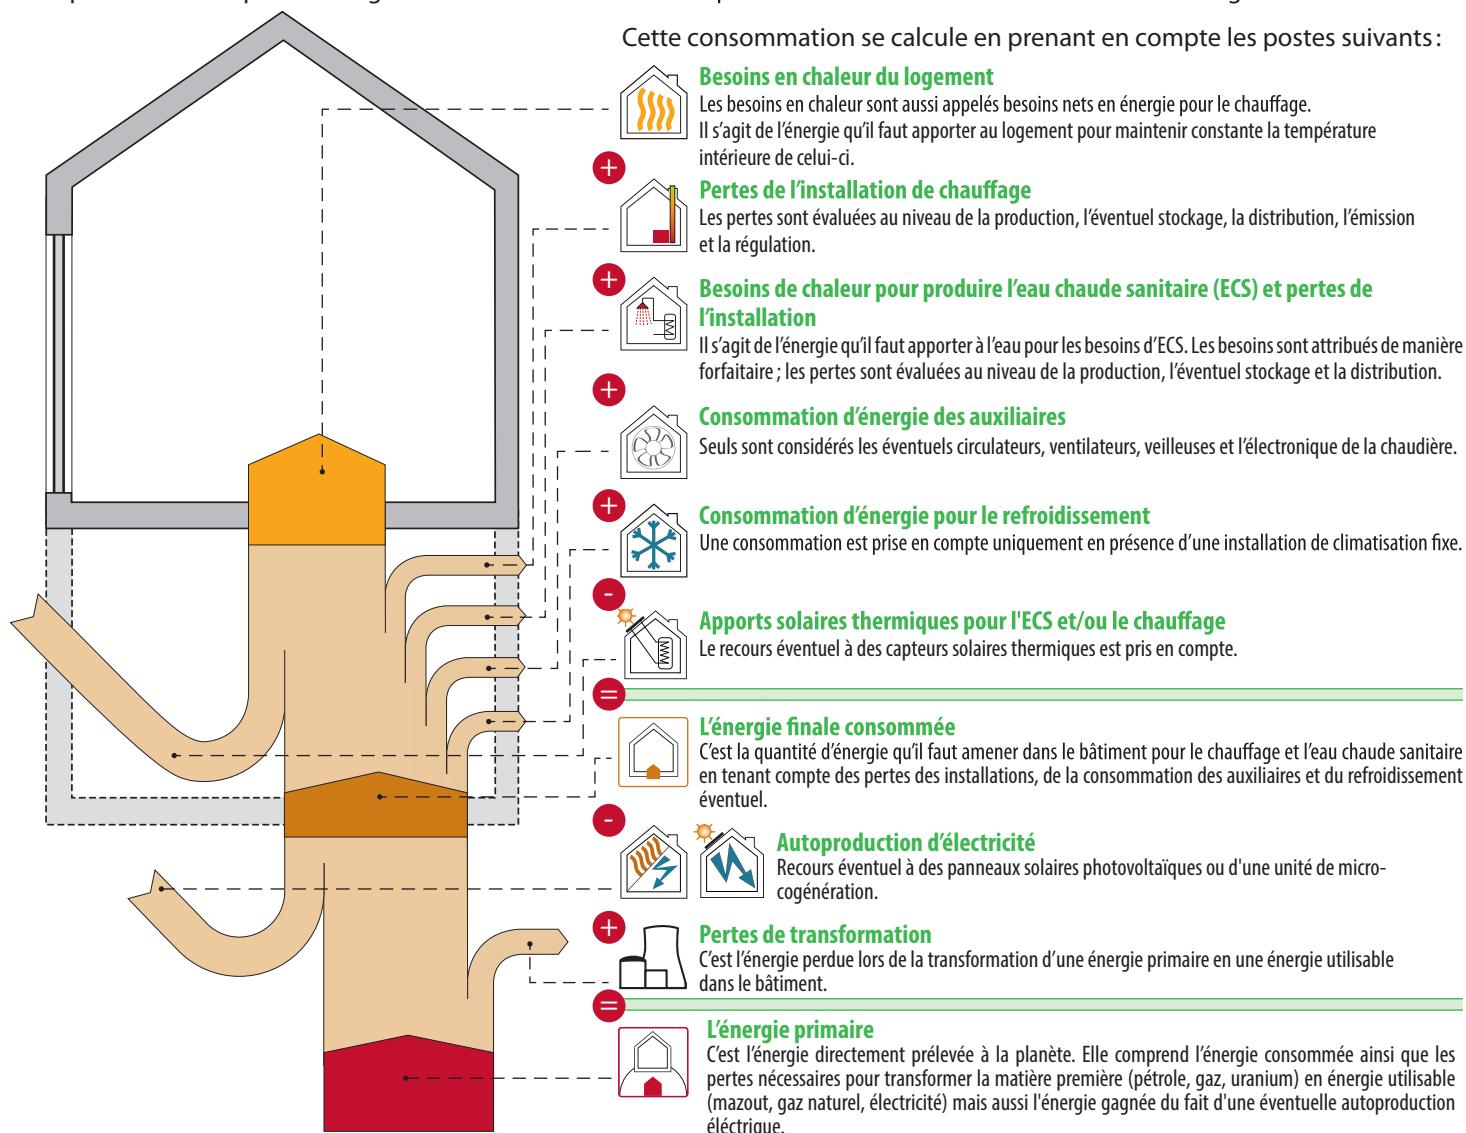 Cette consommation se calcule en prenant en compte les postes suivants :
Besoins en chaleur du logement
Les besoins en chaleur sont aussi appelés besoins nets en énergie pour le chauffage.
Il s'agit de l'énergie qu'il faut apporter au logement pour maintenir constante la température
intérieure de celui-ci.
+
Pertes de l'installation de chauffage
Les pertes sont évaluées au niveau de la production, l'éventuel stockage, la distribution, l'émission
et la régulation.
+
Besoins de chaleur pour produire l'eau chaude sanitaire (ECS) et pertes de
l'installation
Il s'agit de l'énergie qu'il faut apporter à l'eau pour les besoins d'ECS. Les besoins sont attribués de manière
forfaitaire ; les pertes sont évaluées au niveau de la production, l'éventuel stockage et la distribution.
+
Consommation d'énergie des auxiliaires
Seuls sont considérés les éventuels circulateurs, ventilateurs, veilleuses et l'électronique de la chaudière.
+
Consommation d'énergie pour le refroidissement
Une consommation est prise en compte uniquement en présence d'une installation de climatisation fixe.
-
Apports solaires thermiques pour l'ECS et/ou le chauffage
Le recours éventuel à des capteurs solaires thermiques est pris en compte.
=
L'énergie finale consommée
C'est la quantité d'énergie qu'il faut amener dans le bâtiment pour le chauffage et l'eau chaude sanitaire
en tenant compte des pertes des installations, de la consommation des auxiliaires et du refroidissement
éventuel.
-
Autoproduction d'électricité
Recours éventuel à des panneaux solaires photovoltaïques ou d'une unité de micro-
cogénération.
+
Pertes de transformation
C'est l'énergie perdue lors de la transformation d'une énergie primaire en une énergie utilisable
dans le bâtiment.
=
L'énergie primaire
C'est l'énergie directement prélevée à la planète. Elle comprend l'énergie consommée ainsi que les
pertes nécessaires pour transformer la matière première (pétrole, gaz, uranium) en énergie utilisable
(mazout, gaz naturel, électricité) mais aussi l'énergie gagnée du fait d'une éventuelle autoproduction
éléctrique.